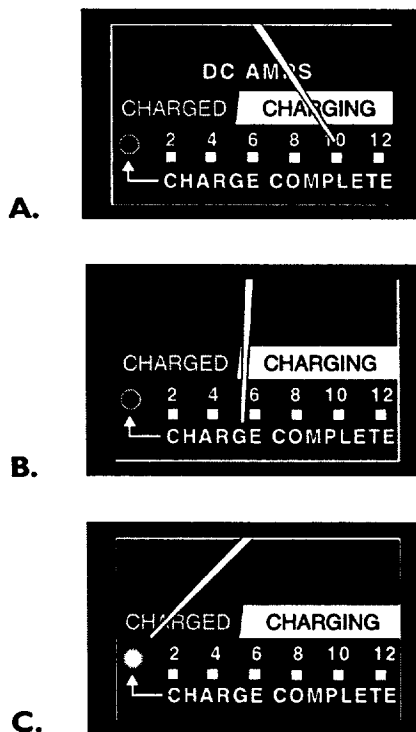 DC AMPS
CHARGED CHARGING
2 4 6 8 10 12
CHARGE COMPLETE
A.
CHARGED CHARGING
2 4 6 8 10 12
CHARGE COMPLETE
B.
CHARGED CHARGING
2 4 6 8 10 12
CHARGE COMPLETE
C.